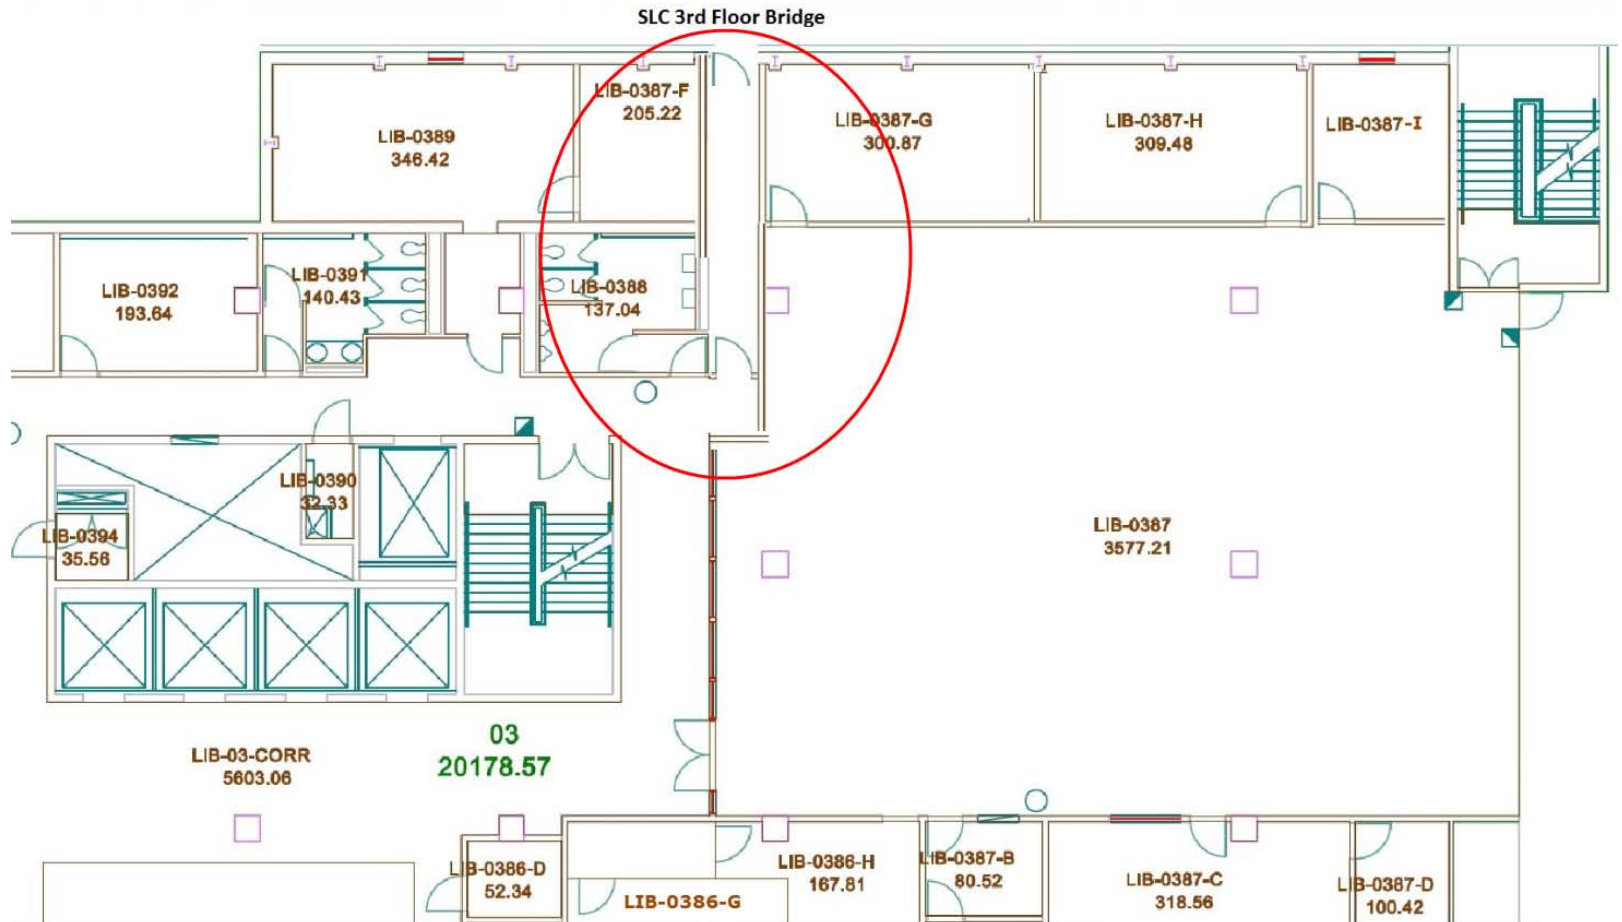 SLC 3rd Floor Bridge
LIB-0387-F
205.22
LIB-0389
346.42
LIB-0387-G
300.87
LIB-0387-H
309.48
LIB-0387-I
LIB-0392
193.64
LIB-0391
140.43
LIB-0388
137.04
LIB-0390
32.33
LIB-0394
35.56
LIB-0387
3577.21
03
20178.57
LIB-03-CORR
5603.06
LIB-0386-D
52.34
LIB-0386-G
LIB-0386-H
167.81
LIB-0387-B
80.52
LIB-0387-C
318.56
LIB-0387-D
100.42